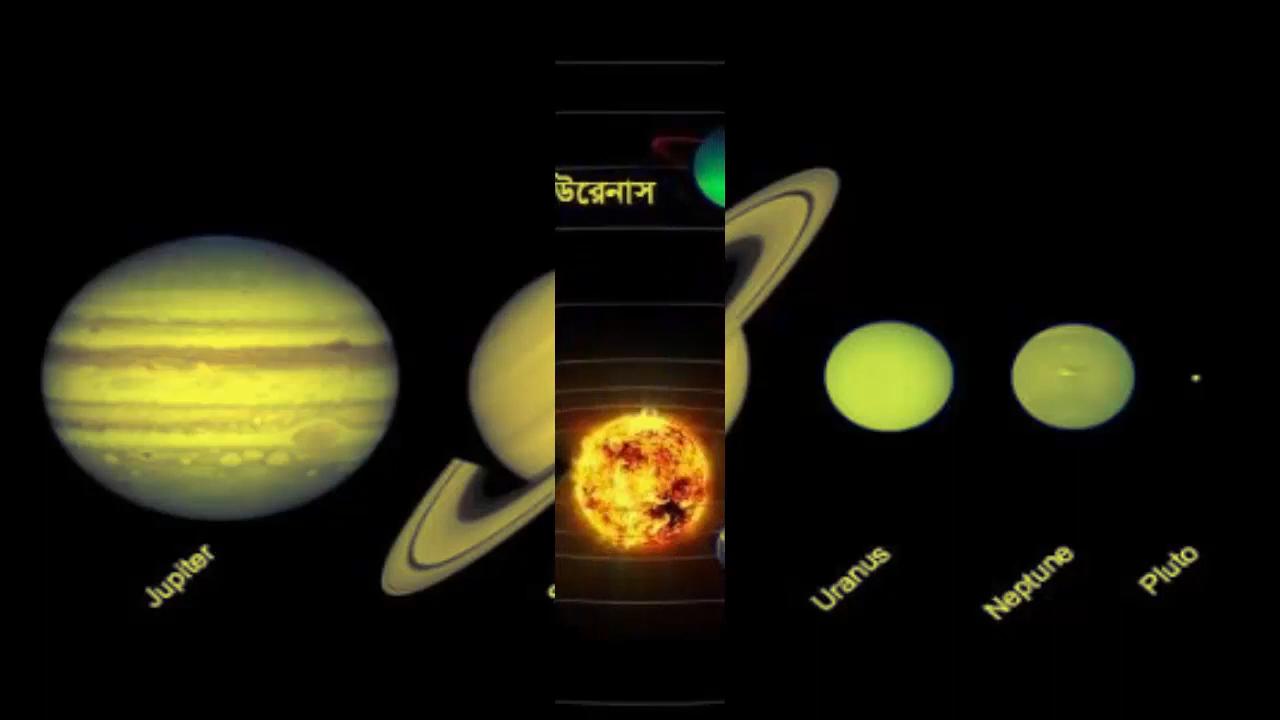 উরেনাস
Jupiter
Uranus
Neptune
Pluto